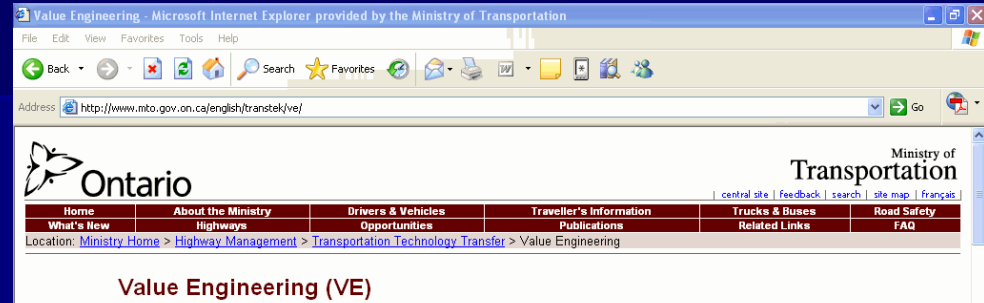 Value Engineering - Microsoft Internet Explorer provided by the Ministry of Transportation
File Edit View Favorites Tools Help
Back Search Favorites
Address http://www.mto.gov.on.ca/english/transtek/ve/ Go
Ontario
Ministry of
Transportation
| central site | feedback | search | site map | français |
Home About the Ministry Drivers & Vehicles Traveller's Information Trucks & Buses Road Safety
What's New Highways Opportunities Publications Related Links FAQ
Location: Ministry Home > Highway Management > Transportation Technology Transfer > Value Engineering
Value Engineering (VE)